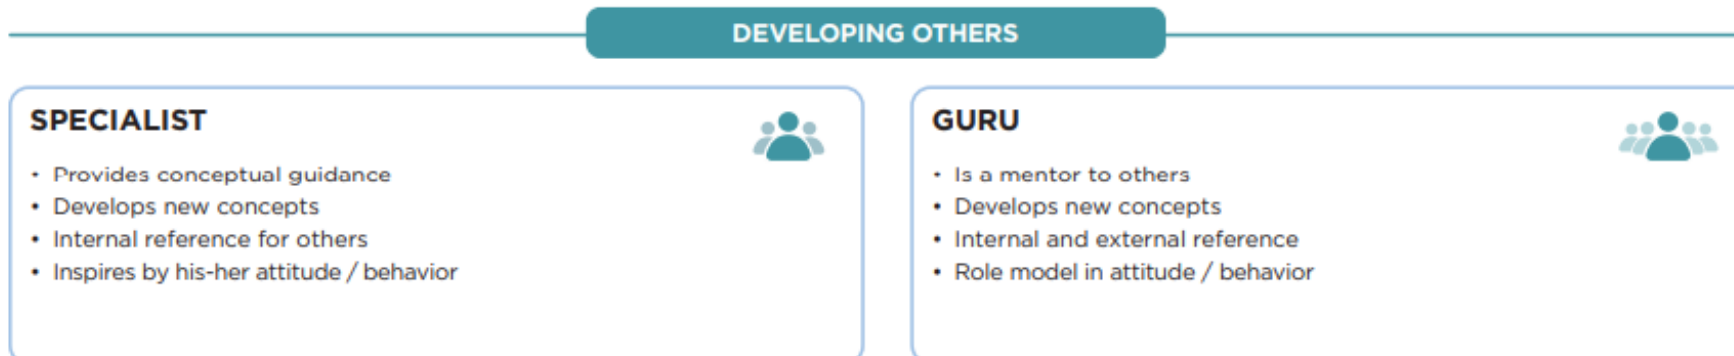 DEVELOPING OTHERS
SPECIALIST
• Provides conceptual guidance
• Develops new concepts
• Internal reference for others
• Inspires by his-her attitude / behavior
GURU
• Is a mentor to others
• Develops new concepts
• Internal and external reference
• Role model in attitude / behavior